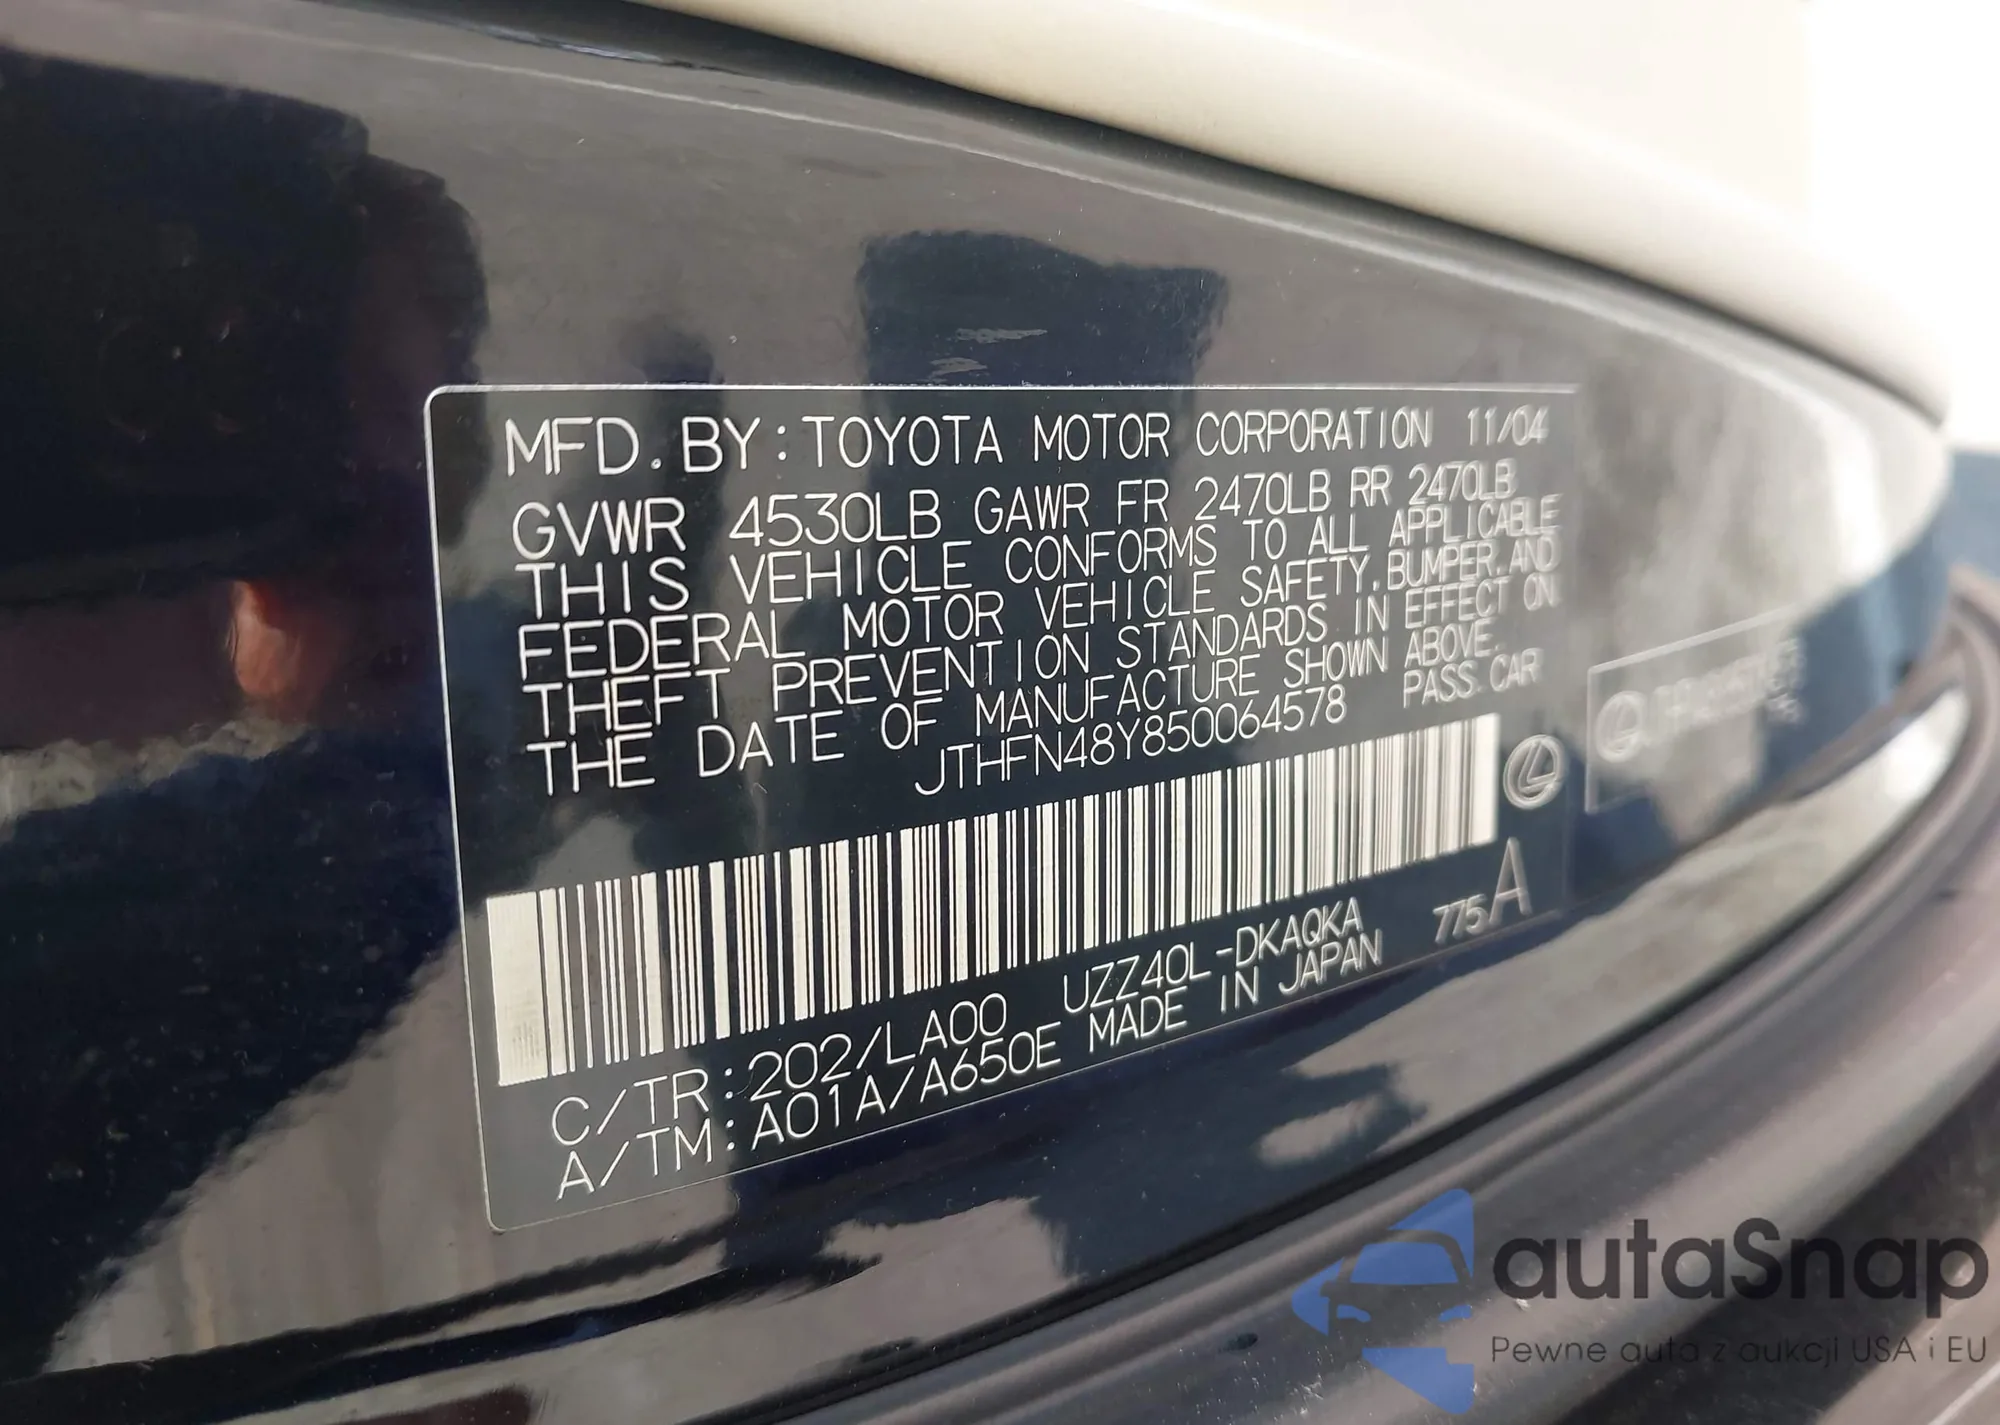 MFD. BY: TOYOTA MOTOR CORPORATION 11/04
GVWR 4530LB GAWR FR 2470LB RR 2470LB
THIS VEHICLE CONFORMS TO ALL APPLICABLE
FEDERAL MOTOR VEHICLE SAFETY, BUMPER, AND
THEFT PREVENTION STANDARDS IN EFFECT ON
THE DATE OF MANUFACTURE SHOWN ABOVE.
JTHFN48Y850064578 PASS. CAR
C/TR: 202/LA00 UZZ40L-DKAQKA 775A
A/TM: A01A/A650E MADE IN JAPAN
autaSnap
Pewne auta z aukcji USA i EU